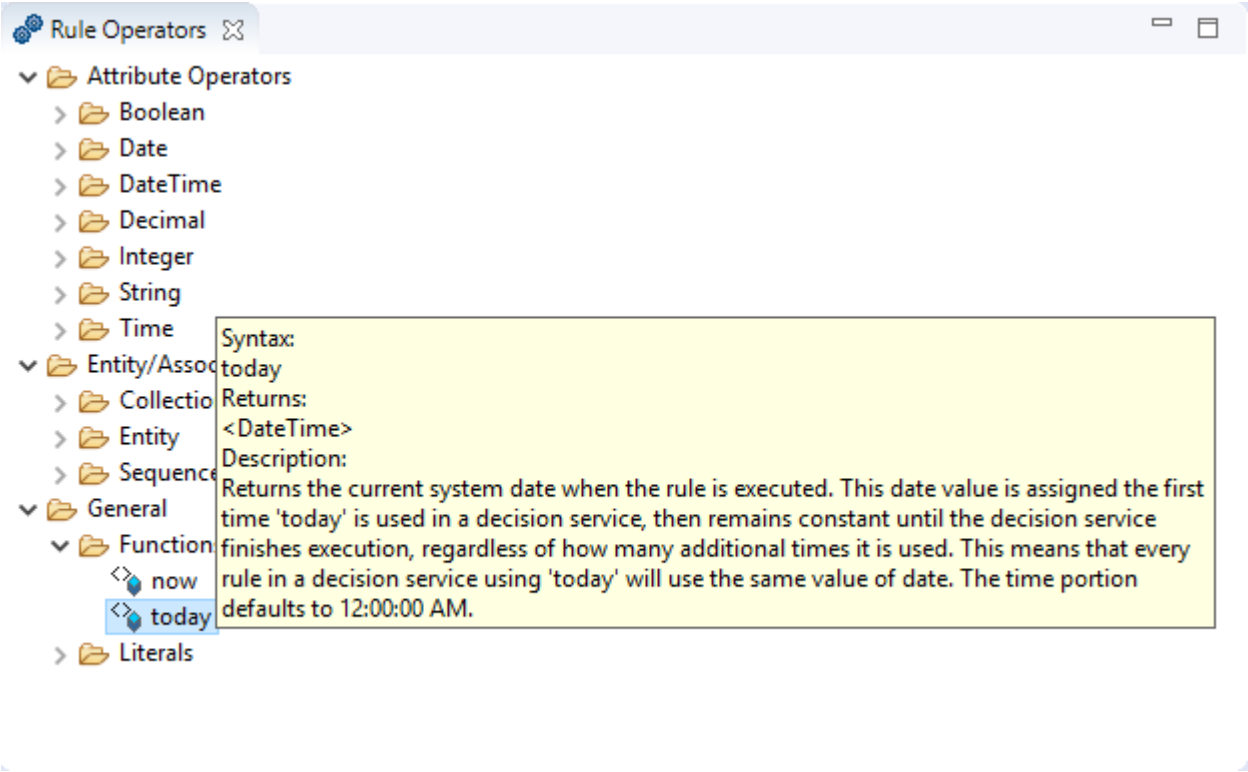 Rule Operators
Attribute Operators
Boolean
Date
DateTime
Decimal
Integer
String
Time
Entity/Assoc
Collectio
Entity
Sequence
General
Function
now
today
Literals
Syntax:
today
Returns:
<DateTime>
Description:
Returns the current system date when the rule is executed. This date value is assigned the first
time 'today' is used in a decision service, then remains constant until the decision service
finishes execution, regardless of how many additional times it is used. This means that every
rule in a decision service using 'today' will use the same value of date. The time portion
defaults to 12:00:00 AM.